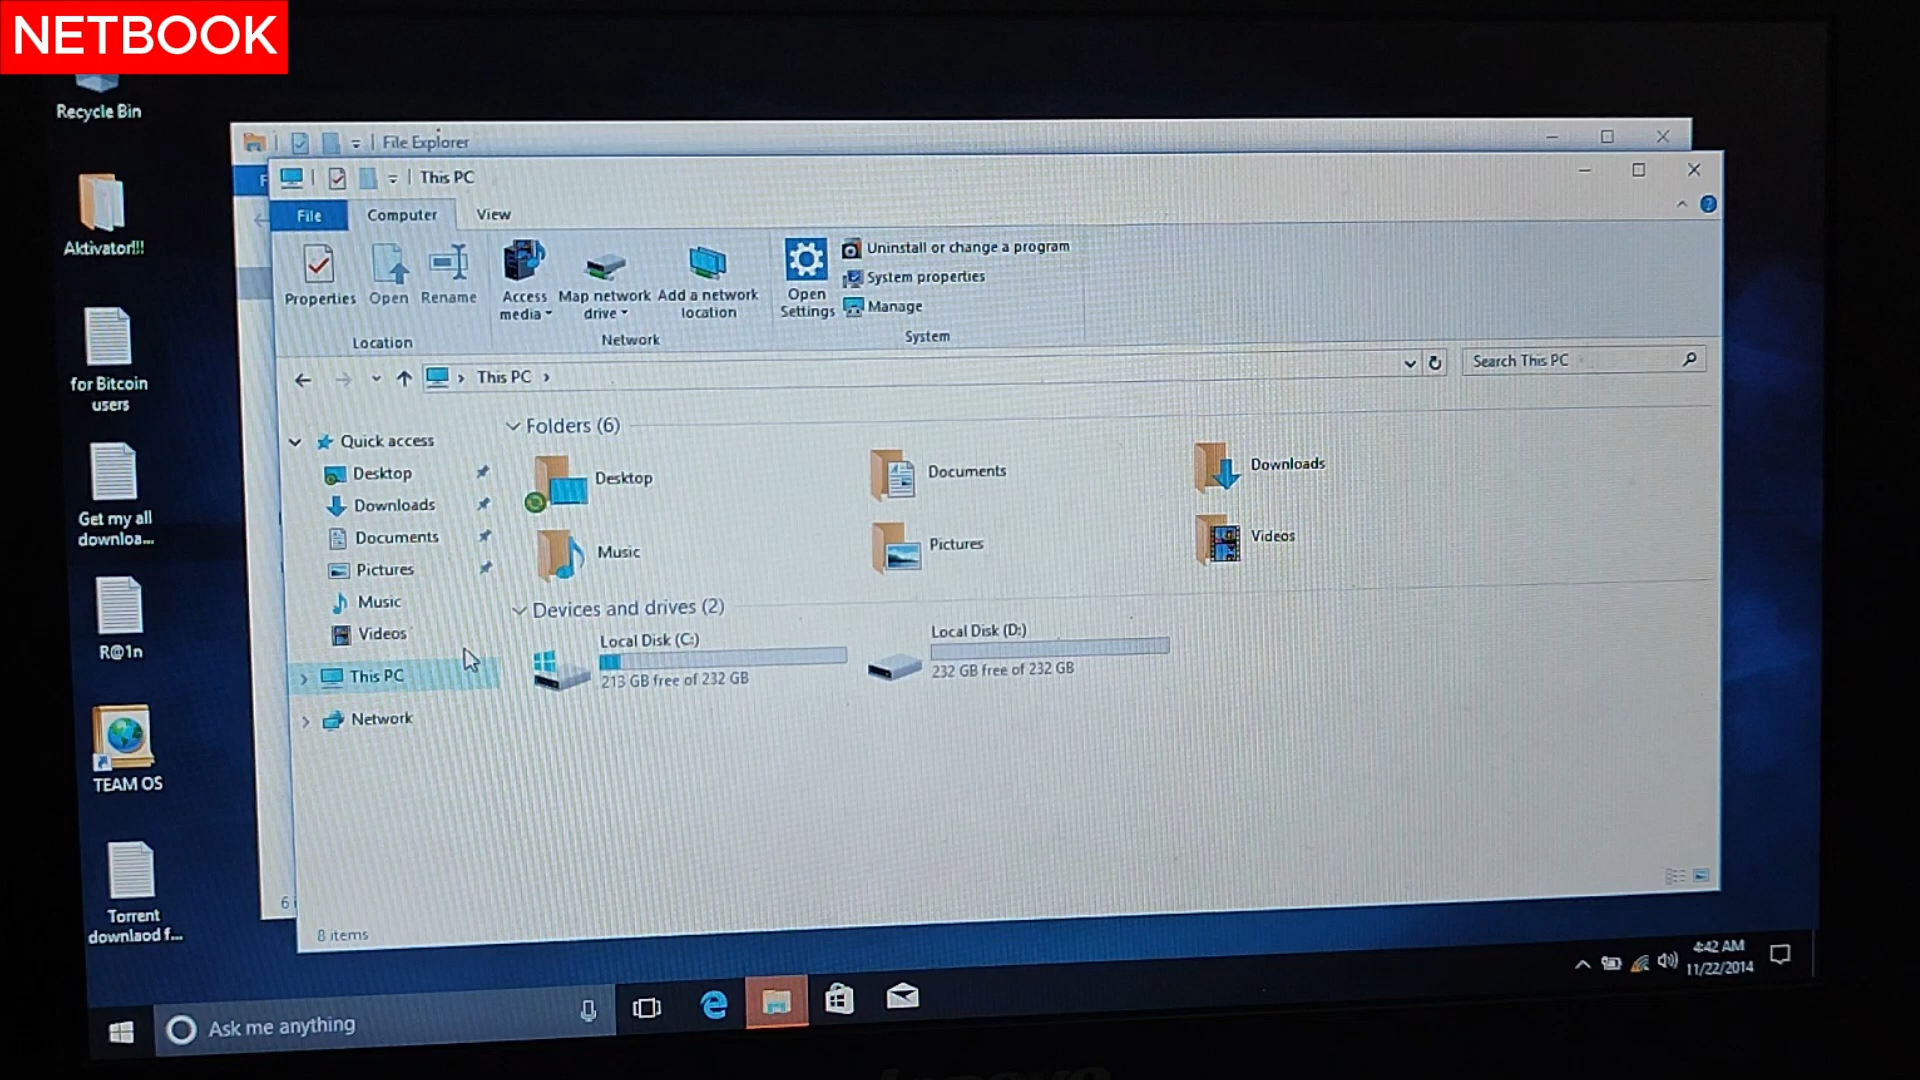 NETBOOK
Recycle Bin
Aktivator!!!
for Bitcoin
users
Get my all
downloa...
R@1n
TEAM OS
Torrent
downlaod f...
File Explorer
This PC
File
Computer
View
Properties
Open
Rename
Access
media
Map network
drive
Add a network
location
Open
Settings
Uninstall or change a program
System properties
Manage
Location
Network
System
This PC
Search This PC
Quick access
Desktop
Downloads
Documents
Pictures
Music
Videos
This PC
Network
Folders (6)
Desktop
Documents
Downloads
Music
Pictures
Videos
Devices and drives (2)
Local Disk (C:)
213 GB free of 232 GB
Local Disk (D:)
232 GB free of 232 GB
6
8 items
Ask me anything
4:42 AM
11/22/2014